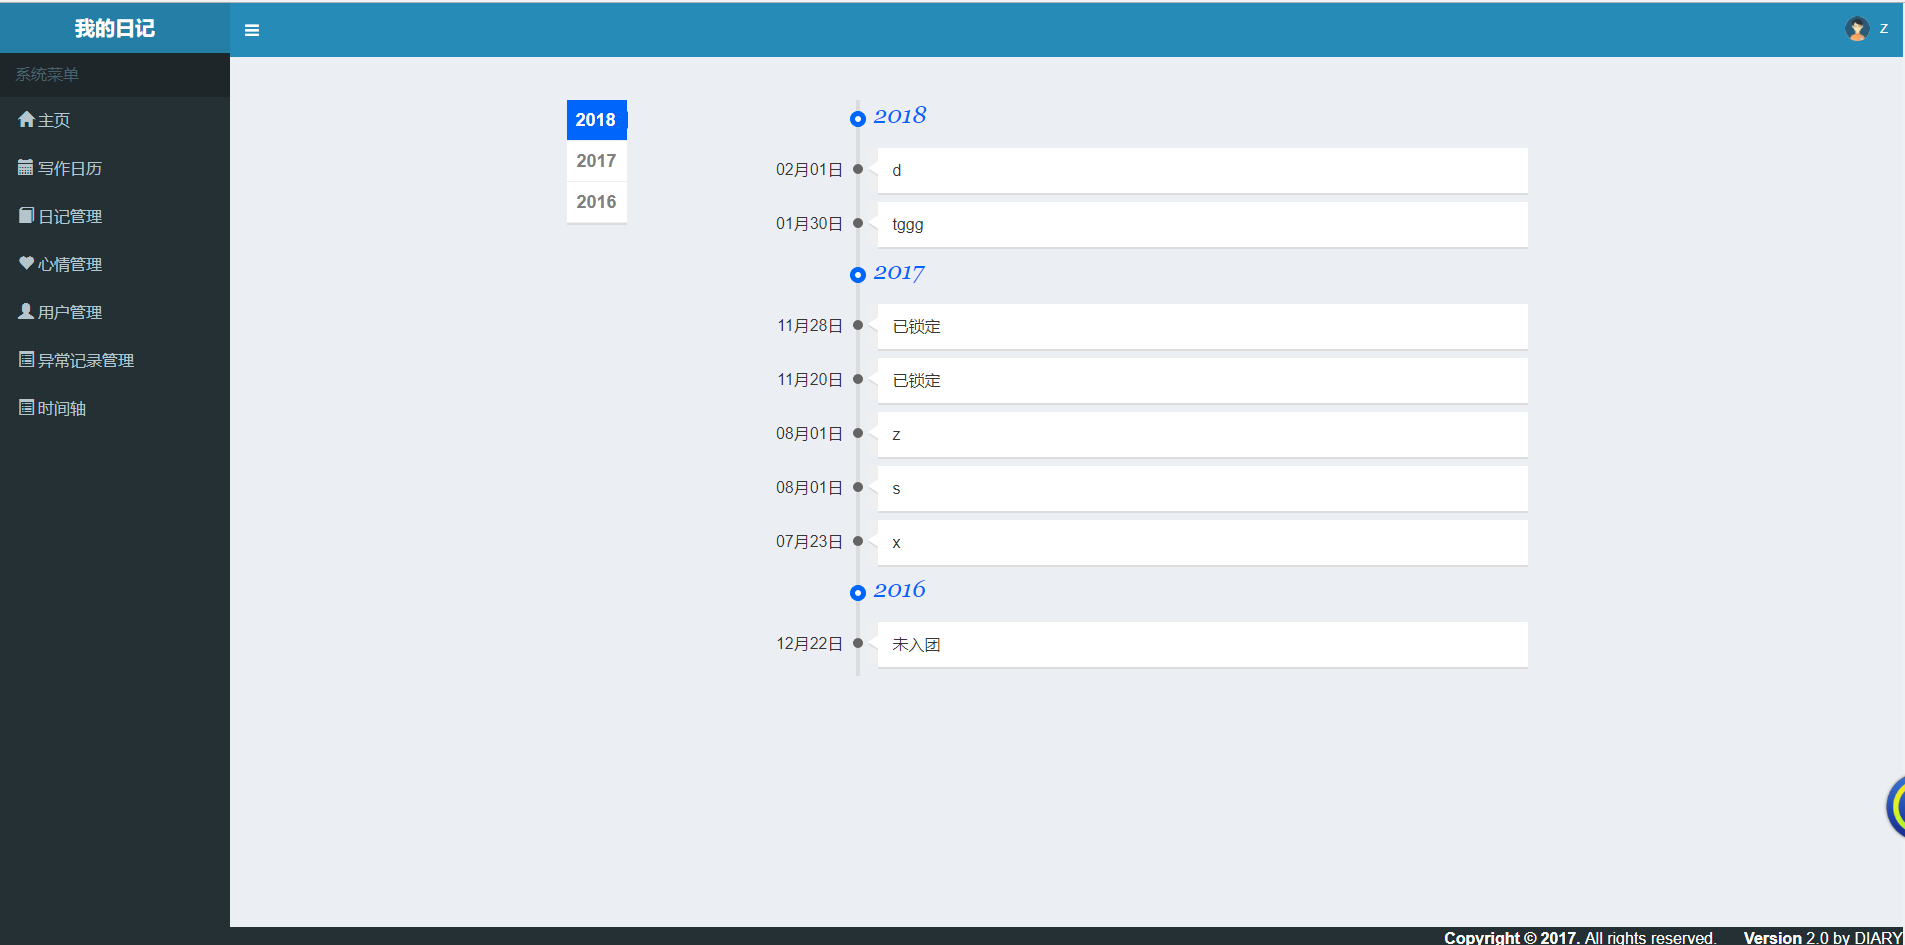 我的日记
Z
系统菜单
主页
写作日历
日记管理
心情管理
用户管理
异常记录管理
时间轴
2018
2017
2016
2018
02月01日 d
01月30日 tggg
2017
11月28日 已锁定
11月20日 已锁定
08月01日 z
08月01日 s
07月23日 x
2016
12月22日 未入团
Copyright © 2017. All rights reserved. Version 2.0 by DIARY